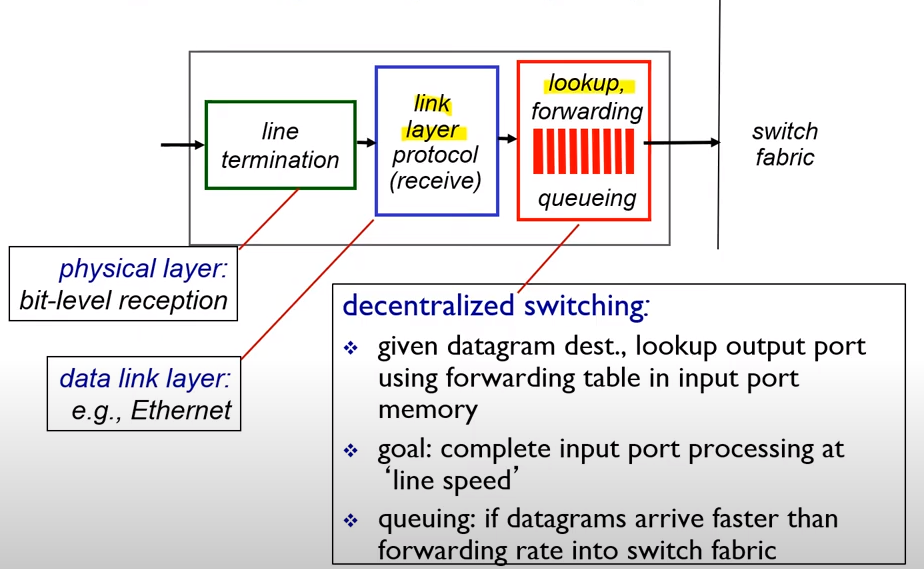 line
termination
link
layer
protocol
(receive)
lookup,
forwarding
queueing
switch
fabric
physical layer:
bit-level reception
data link layer:
e.g., Ethernet
decentralized switching:
❖ given datagram dest., lookup output port
using forwarding table in input port
memory
❖ goal: complete input port processing at
‘line speed’
❖ queuing: if datagrams arrive faster than
forwarding rate into switch fabric